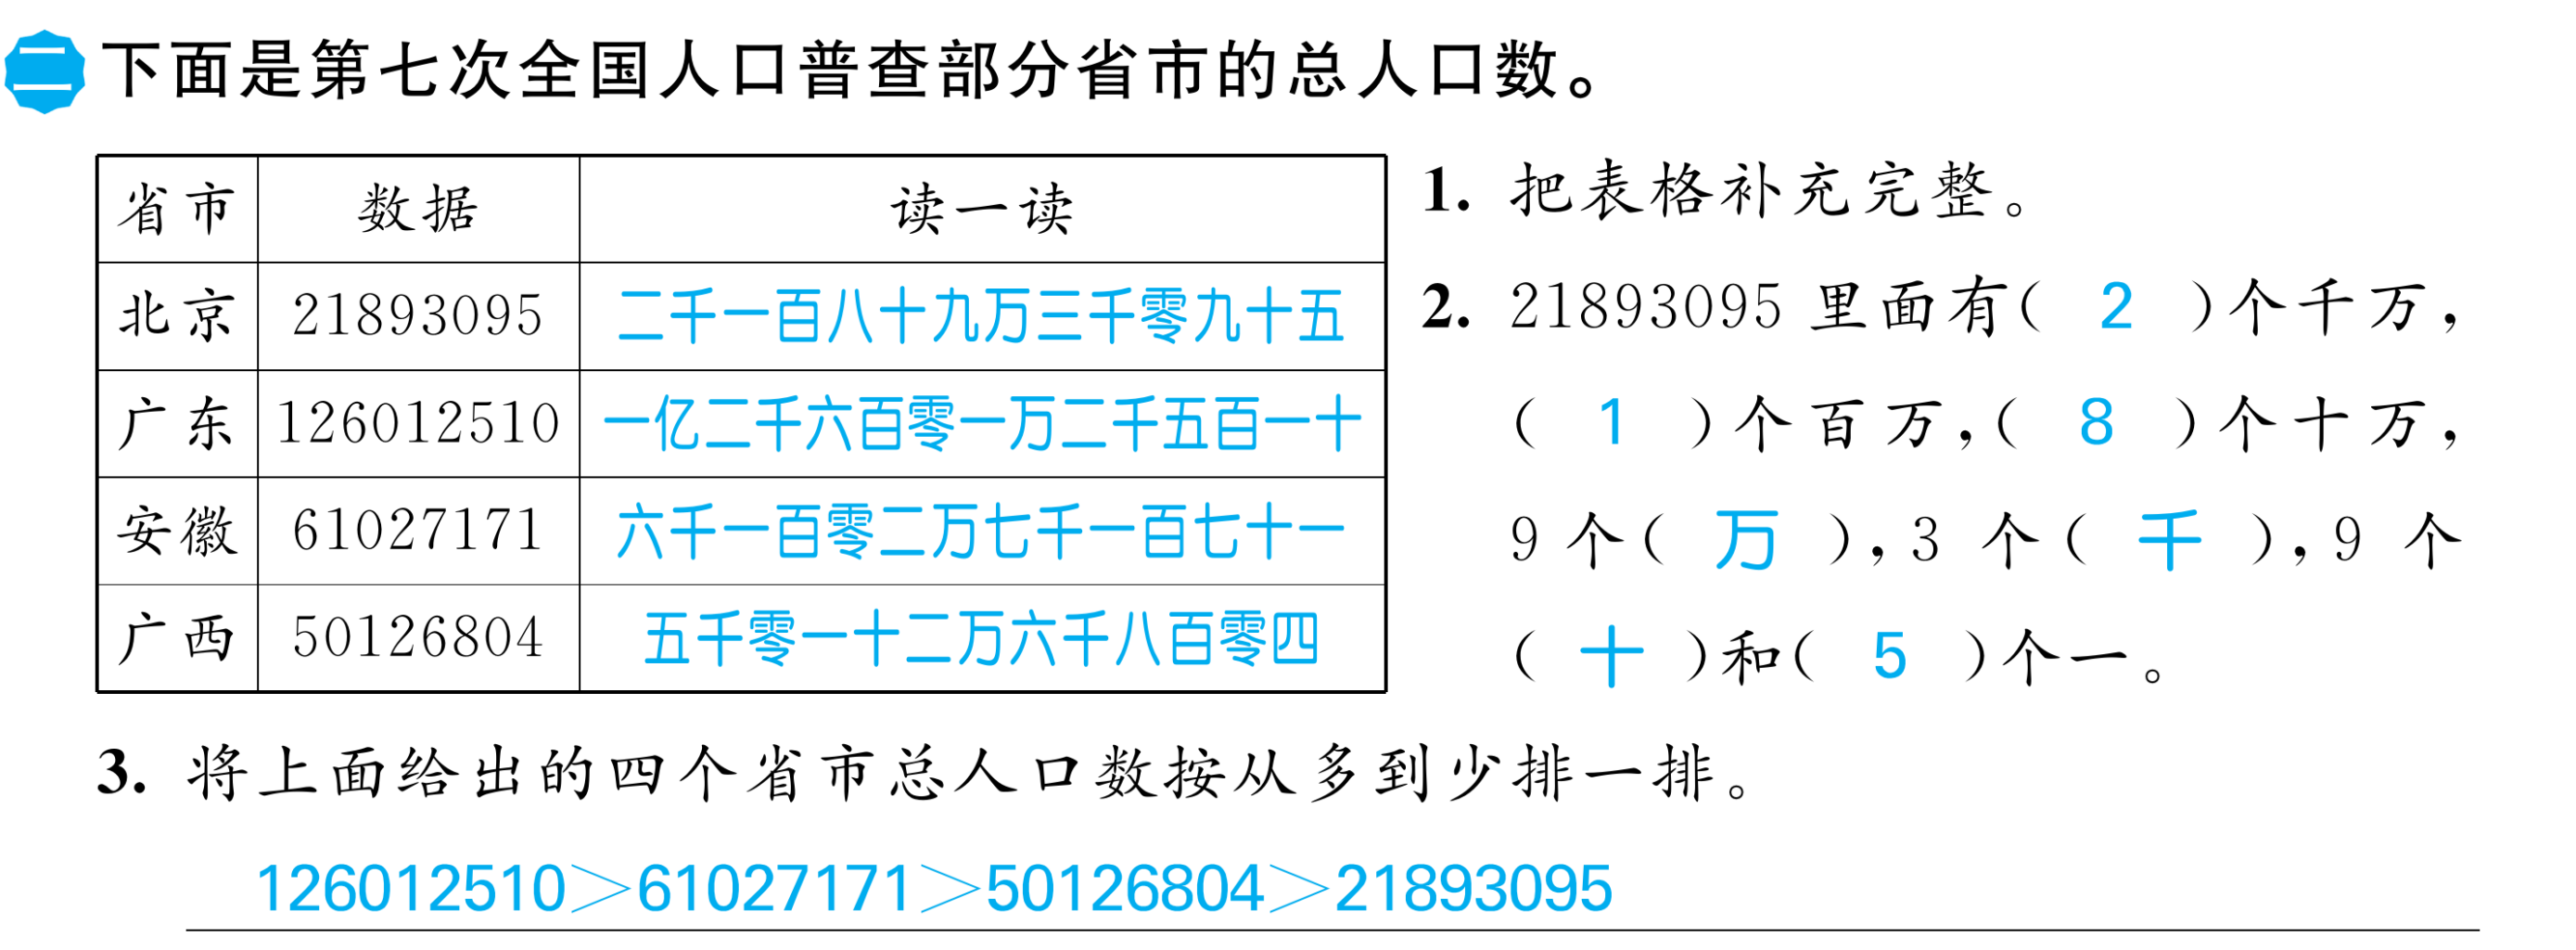 二 下面是第七次全国人口普查部分省市的总人口数。
省市 数据 读一读
北京 21893095 二千一百八十九万三千零九十五
广东 126012510 一亿二千六百零一万二千五百一十
安徽 61027171 六千一百零二万七千一百七十一
广西 50126804 五千零一十二万六千八百零四
1. 把表格补充完整。
2. 21893095 里面有( 2 )个千万,
( 1 )个百万,( 8 )个十万,
9 个( 万 ),3 个( 千 ),9 个
( 十 )和( 5 )个一。
3. 将上面给出的四个省市总人口数按从多到少排一排。
126012510＞61027171＞50126804＞21893095